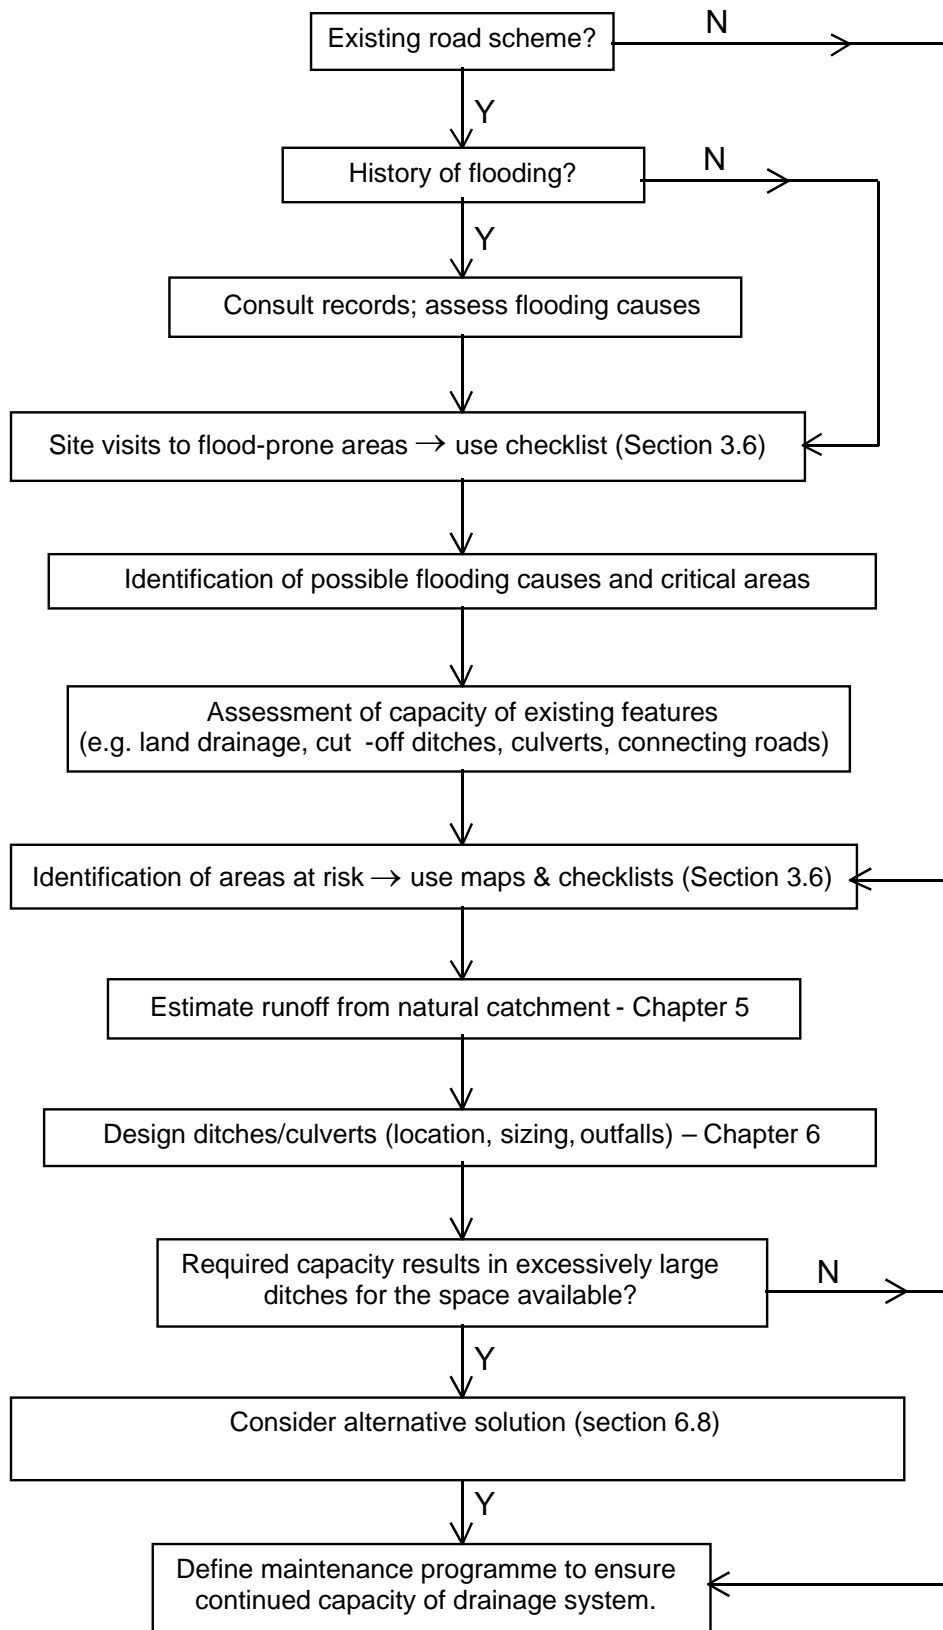 Existing road scheme?
N
Y
History of flooding?
N
Y
Consult records; assess flooding causes
Site visits to flood-prone areas → use checklist (Section 3.6)
Identification of possible flooding causes and critical areas
Assessment of capacity of existing features
(e.g. land drainage, cut -off ditches, culverts, connecting roads)
Identification of areas at risk → use maps & checklists (Section 3.6)
Estimate runoff from natural catchment - Chapter 5
Design ditches/culverts (location, sizing, outfalls) – Chapter 6
Required capacity results in excessively large
ditches for the space available?
N
Y
Consider alternative solution (section 6.8)
Y
Define maintenance programme to ensure
continued capacity of drainage system.